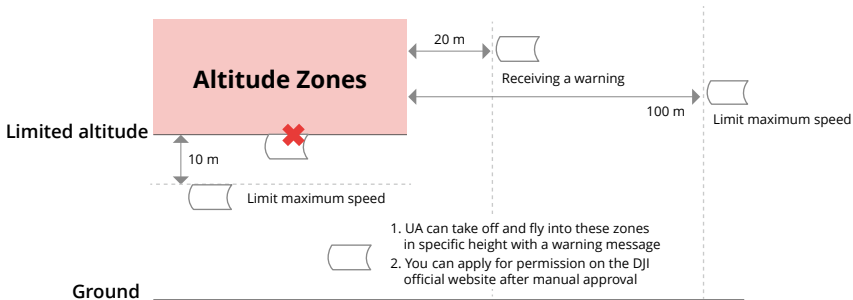 20 m
Altitude Zones
Receiving a warning
100 m
Limit maximum speed
Limited altitude
10 m
Limit maximum speed
1. UA can take off and fly into these zones
in specific height with a warning message
2. You can apply for permission on the DJI
official website after manual approval
Ground